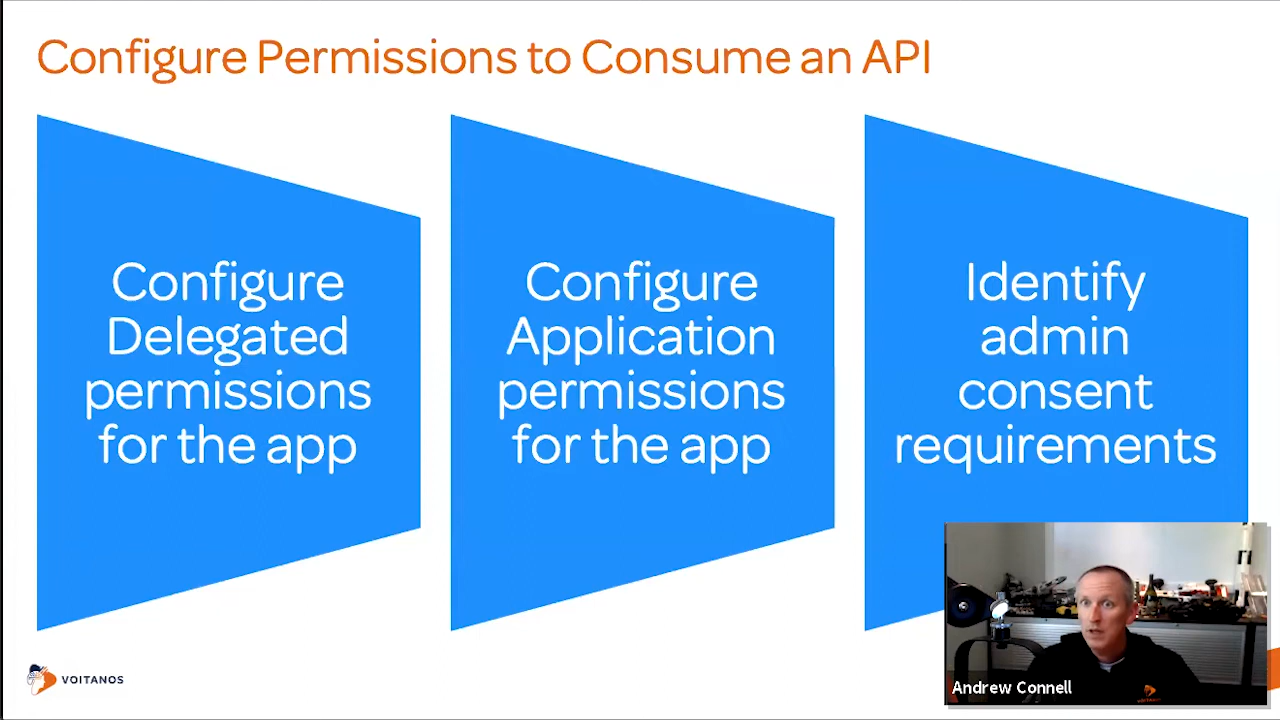 Configure Permissions to Consume an API
Configure
Delegated
permissions
for the app
Configure
Application
permissions
for the app
Identify
admin
consent
requirements
VOITANOS
Andrew Connell